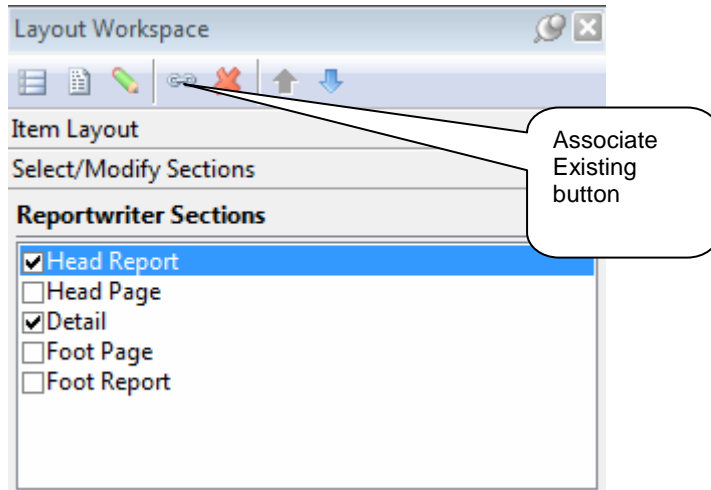 Layout Workspace
Item Layout
Select/Modify Sections
Reportwriter Sections
Head Report
Head Page
Detail
Foot Page
Foot Report
Associate
Existing
button